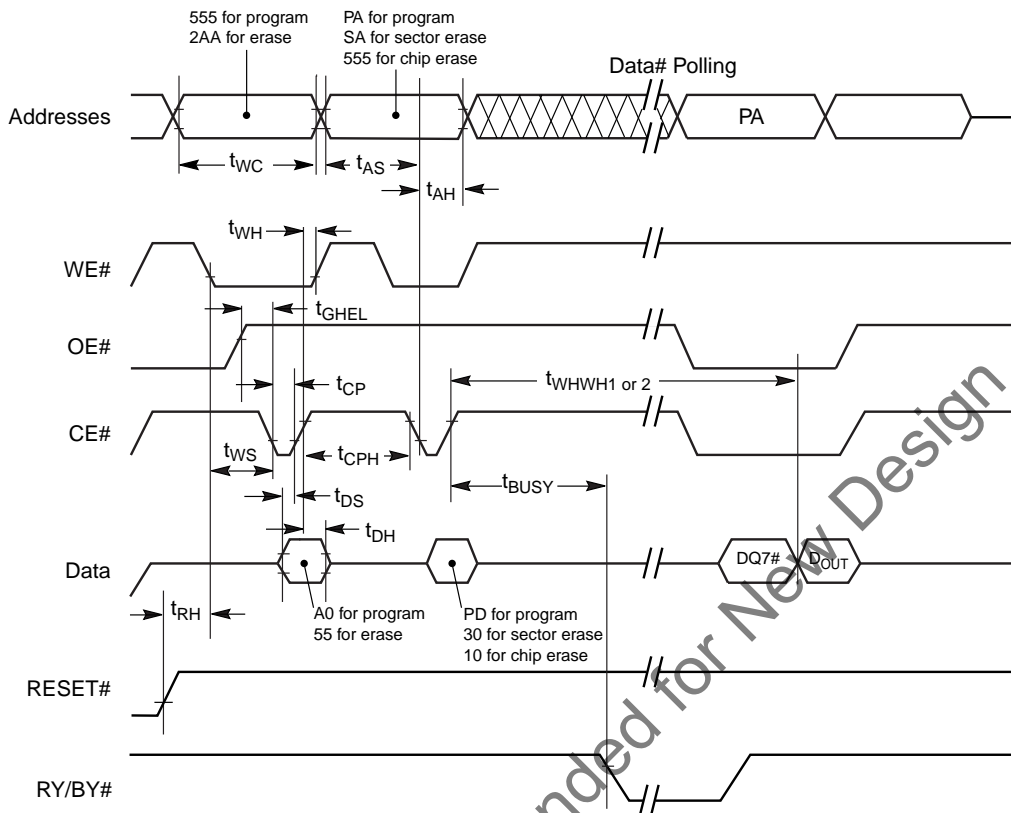 555 for program
2AA for erase
PA for program
SA for sector erase
555 for chip erase
Data# Polling
Addresses
PA
tWC
tAS
tAH
tWH
WE#
tGHEL
OE#
tCP
tWHWH1 or 2
CE#
tWS
tCPH
tBUSY
tDS
tDH
Data
DQ7#
DOUT
tRH
A0 for program
55 for erase
PD for program
30 for sector erase
10 for chip erase
RESET#
RY/BY#
nded for New Design